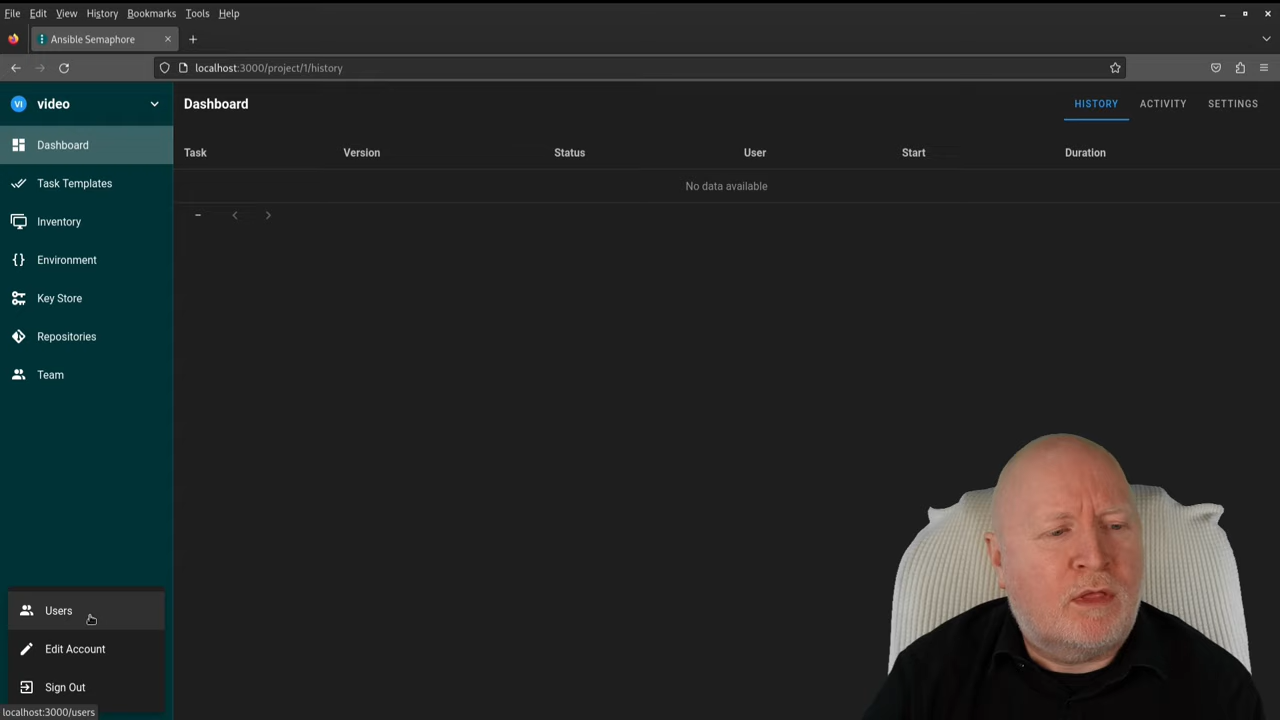 File Edit View History Bookmarks Tools Help
Ansible Semaphore
localhost:3000/project/1/history
VI video
Dashboard
HISTORY ACTIVITY SETTINGS
Dashboard
Task Version Status User Start Duration
Task Templates
No data available
Inventory
Environment
Key Store
Repositories
Team
Users
Edit Account
Sign Out
localhost:3000/users